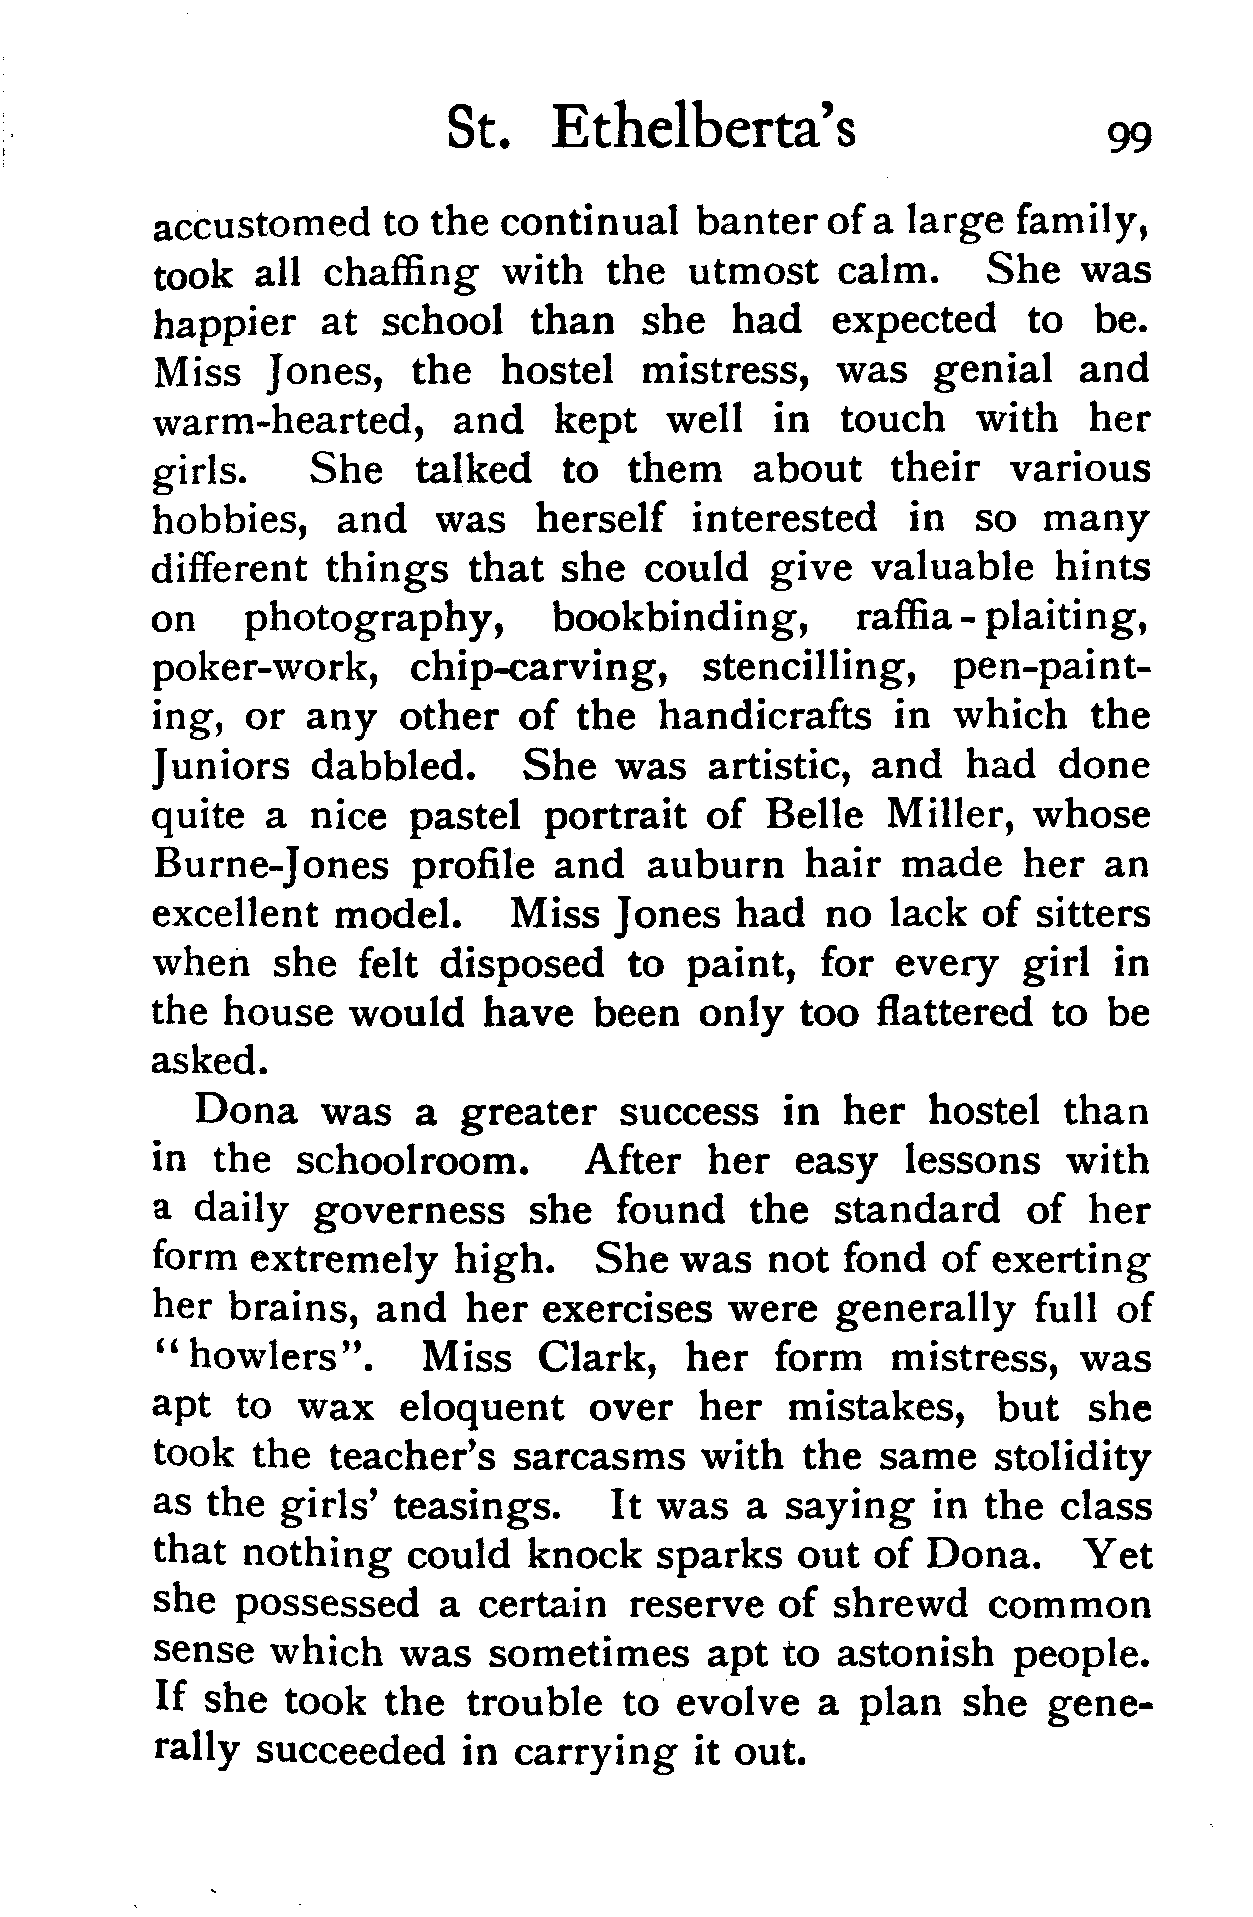 St. Ethelberta's 99
accustomed to the continual banter of a large family,
took all chaffing with the utmost calm. She was
happier at school than she had expected to be.
Miss Jones, the hostel mistress, was genial and
warm-hearted, and kept well in touch with her
girls. She talked to them about their various
hobbies, and was herself interested in so many
different things that she could give valuable hints
on photography, bookbinding, raffia-plaiting,
poker-work, chip-carving, stencilling, pen-paint-
ing, or any other of the handicrafts in which the
Juniors dabbled. She was artistic, and had done
quite a nice pastel portrait of Belle Miller, whose
Burne-Jones profile and auburn hair made her an
excellent model. Miss Jones had no lack of sitters
when she felt disposed to paint, for every girl in
the house would have been only too flattered to be
asked.
Dona was a greater success in her hostel than
in the schoolroom. After her easy lessons with
a daily governess she found the standard of her
form extremely high. She was not fond of exerting
her brains, and her exercises were generally full of
"howlers". Miss Clark, her form mistress, was
apt to wax eloquent over her mistakes, but she
took the teacher's sarcasms with the same stolidity
as the girls' teasings. It was a saying in the class
that nothing could knock sparks out of Dona. Yet
she possessed a certain reserve of shrewd common
sense which was sometimes apt to astonish people.
If she took the trouble to evolve a plan she gene-
rally succeeded in carrying it out.